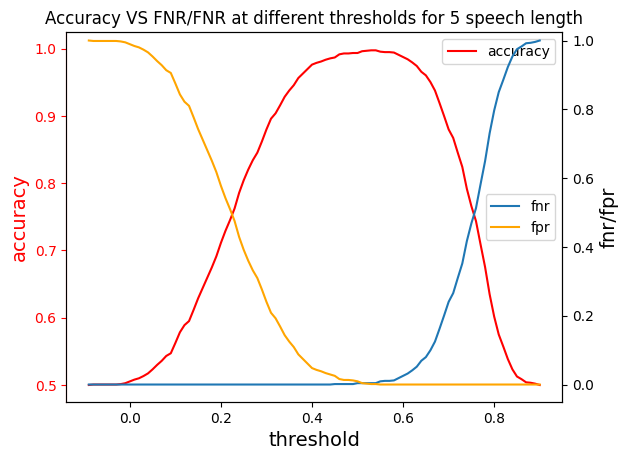 Accuracy VS FNR/FNR at different thresholds for 5 speech length
accuracy
1.0
0.9
0.8
0.7
0.6
0.5
accuracy
fnr
fpr
1.0
0.8
0.6
0.4
0.2
0.0
fnr/fpr
0.0
0.2
0.4
0.6
0.8
threshold